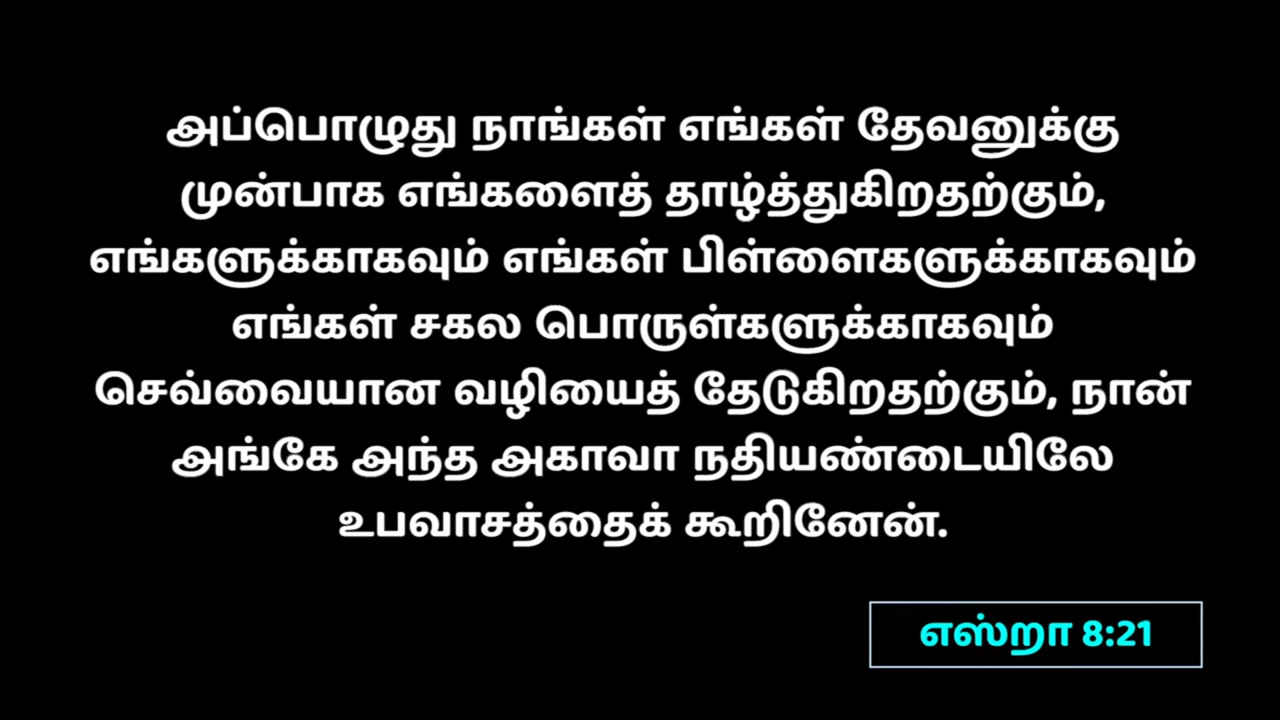 அப்பொழுது நாங்கள் எங்கள் தேவனுக்கு
முன்பாக எங்களைத் தாழ்த்துகிறதற்கும்,
எங்களுக்காகவும் எங்கள் பிள்ளைகளுக்காகவும்
எங்கள் சகல பொருள்களுக்காகவும்
செவ்வையான வழியைத் தேடுகிறதற்கும், நான்
அங்கே அந்த அகாவா நதியண்டையிலே
உபவாசத்தைக் கூறினேன்.
எஸ்றா 8:21